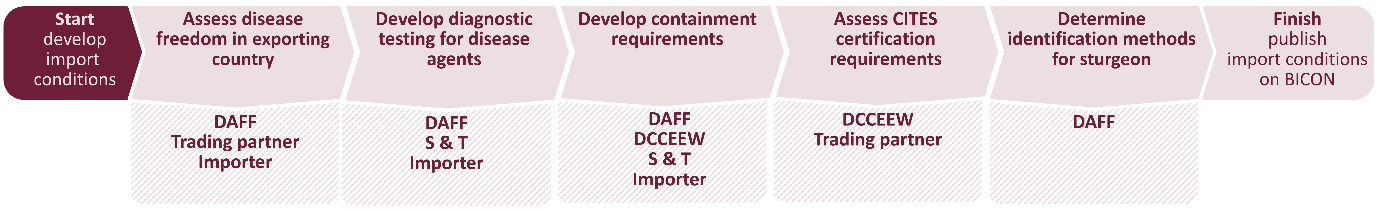 Start
develop
import
conditions
Assess disease
freedom in exporting
country
Develop diagnostic
testing for disease
agents
Develop containment
requirements
Assess CITES
certification
requirements
Determine
identification methods
for sturgeon
Finish
publish
import conditions
on BICON
DAFF
Trading partner
Importer
DAFF
S & T
Importer
DAFF
DCCEEW
S & T
Importer
DCCEEW
Trading partner
DAFF